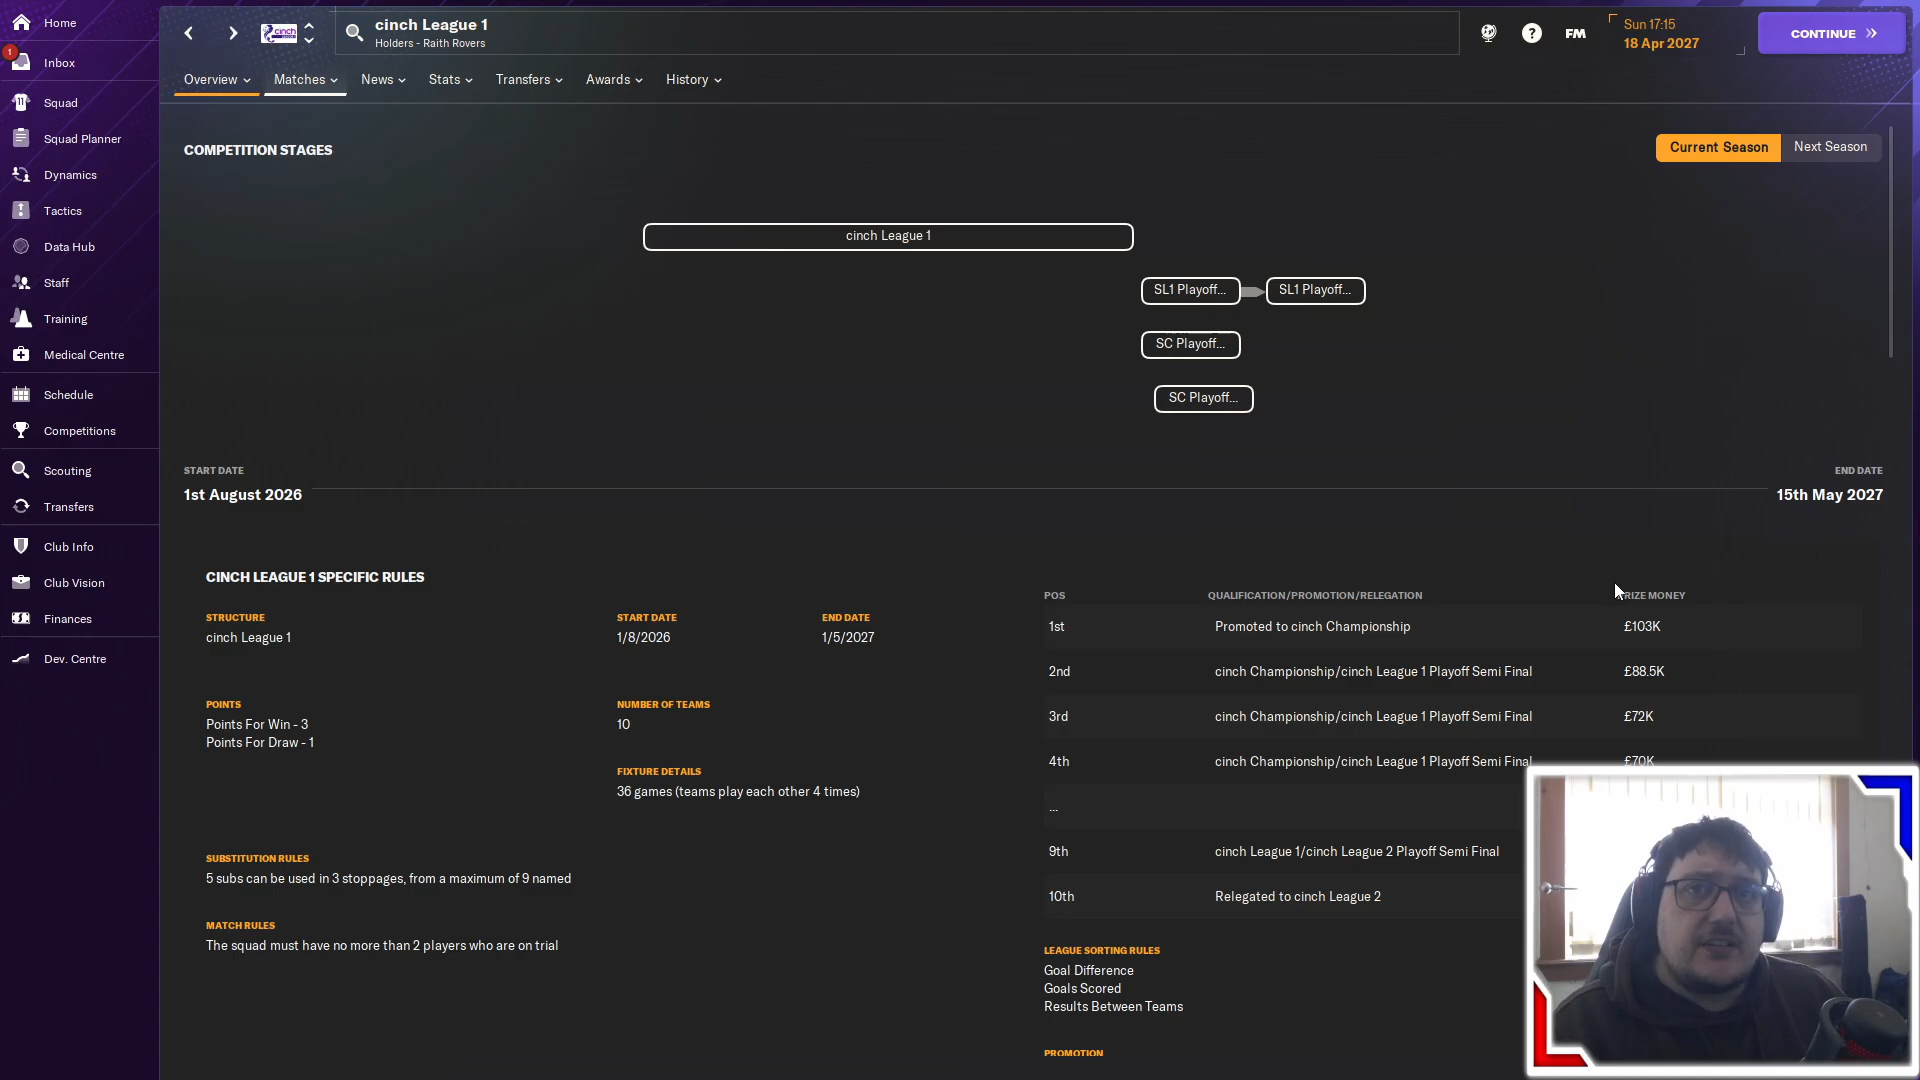 Home
1
Inbox
Squad
Squad Planner
Dynamics
Tactics
Data Hub
Staff
Training
Medical Centre
Schedule
Competitions
Scouting
Transfers
Club Info
Club Vision
Finances
Dev. Centre
cinch
cinch League 1
Holders - Raith Rovers
?
FM
Sun 17:15
18 Apr 2027
CONTINUE
Overview
Matches
News
Stats
Transfers
Awards
History
COMPETITION STAGES
Current Season
Next Season
cinch League 1
SL1 Playoff...
SL1 Playoff...
SC Playoff...
SC Playoff...
START DATE
1st August 2026
END DATE
15th May 2027
CINCH LEAGUE 1 SPECIFIC RULES
STRUCTURE
cinch League 1
START DATE
1/8/2026
END DATE
1/5/2027
POINTS
Points For Win - 3
Points For Draw - 1
NUMBER OF TEAMS
10
FIXTURE DETAILS
36 games (teams play each other 4 times)
SUBSTITUTION RULES
5 subs can be used in 3 stoppages, from a maximum of 9 named
MATCH RULES
The squad must have no more than 2 players who are on trial
POS QUALIFICATION/PROMOTION/RELEGATION RIZE MONEY
1st Promoted to cinch Championship £103K
2nd cinch Championship/cinch League 1 Playoff Semi Final £88.5K
3rd cinch Championship/cinch League 1 Playoff Semi Final £72K
4th cinch Championship/cinch League 1 Playoff Semi Final £70K
...
9th cinch League 1/cinch League 2 Playoff Semi Final
10th Relegated to cinch League 2
LEAGUE SORTING RULES
Goal Difference
Goals Scored
Results Between Teams
PROMOTION